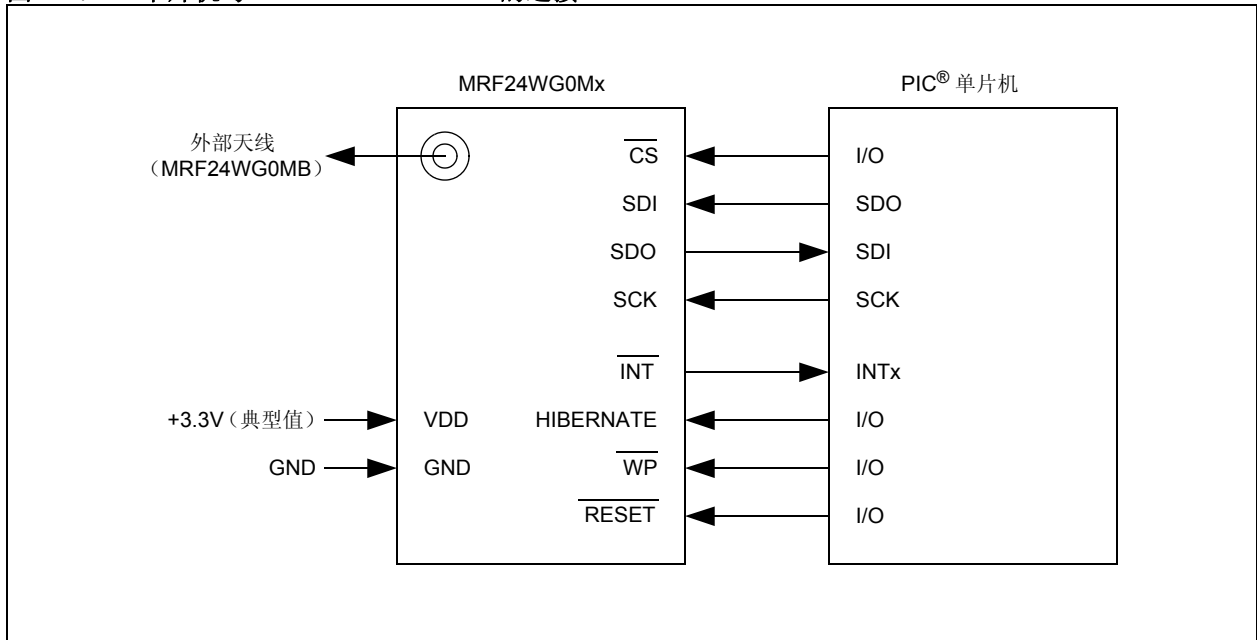 MRF24WG0Mx
PIC® 单片机
外部天线
（MRF24WG0MB）
CS
I/O
SDI
SDO
SDO
SDI
SCK
SCK
INT
INTx
+3.3V（典型值）
VDD
HIBERNATE
I/O
GND
GND
WP
I/O
RESET
I/O